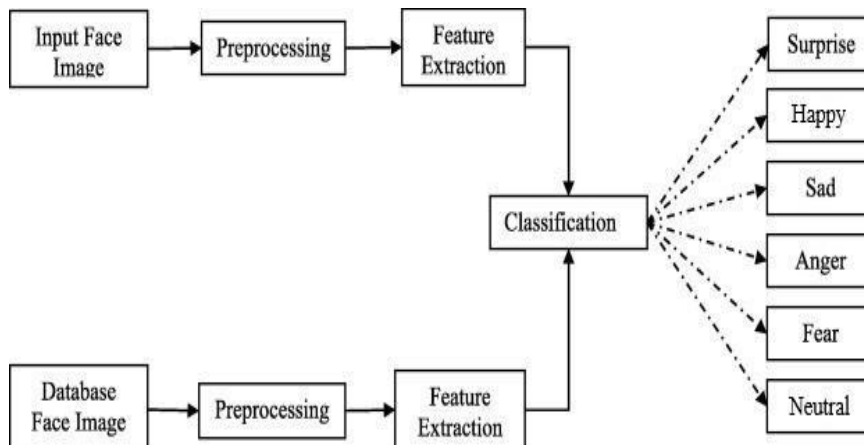 Input Face
Image
Preprocessing
Feature
Extraction
Surprise
Happy
Sad
Classification
Anger
Fear
Database
Face Image
Preprocessing
Feature
Extraction
Neutral